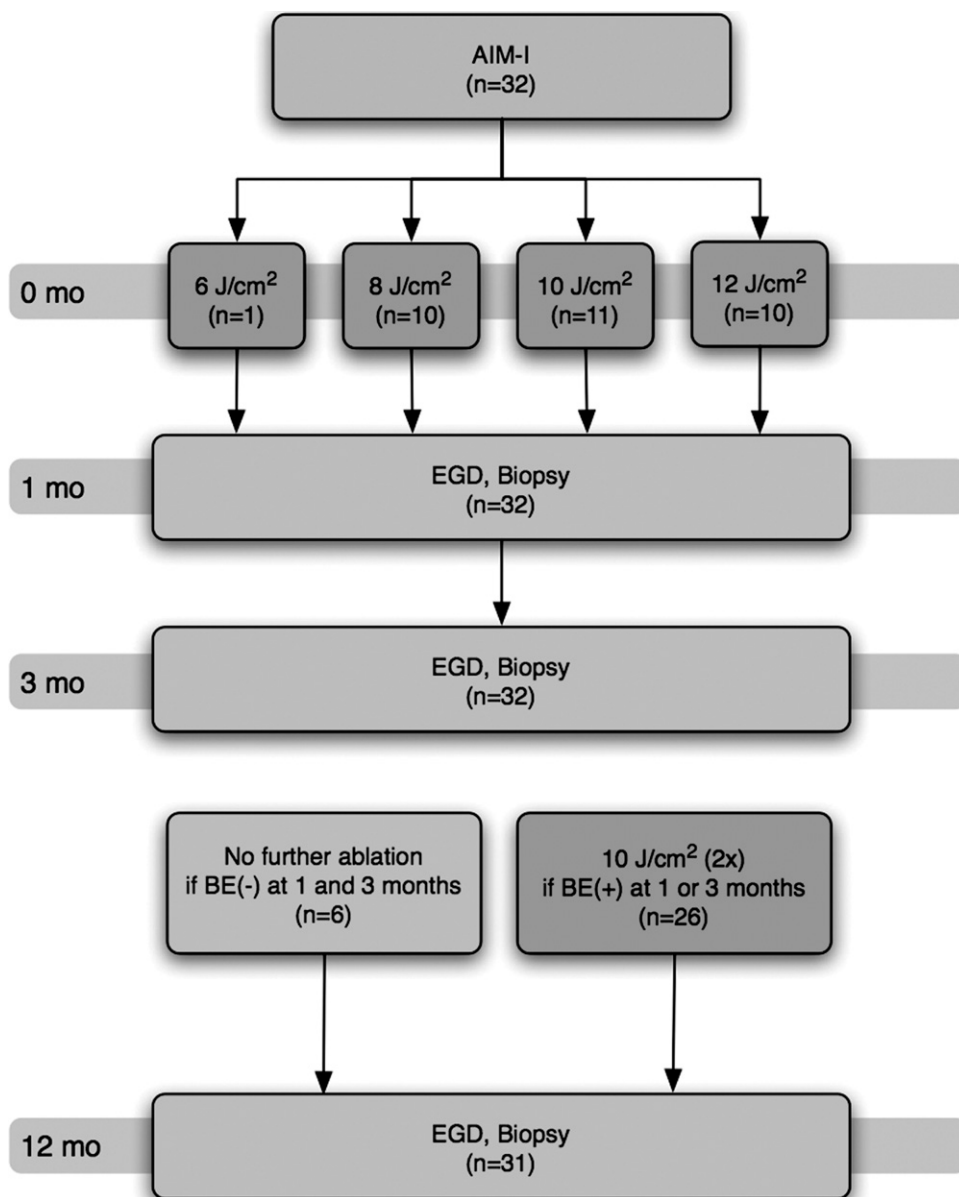 AIM-I
(n=32)
0 mo
6 J/cm²
(n=1)
8 J/cm²
(n=10)
10 J/cm²
(n=11)
12 J/cm²
(n=10)
1 mo
EGD, Biopsy
(n=32)
3 mo
EGD, Biopsy
(n=32)
No further ablation
if BE(-) at 1 and 3 months
(n=6)
10 J/cm² (2x)
if BE(+) at 1 or 3 months
(n=26)
12 mo
EGD, Biopsy
(n=31)